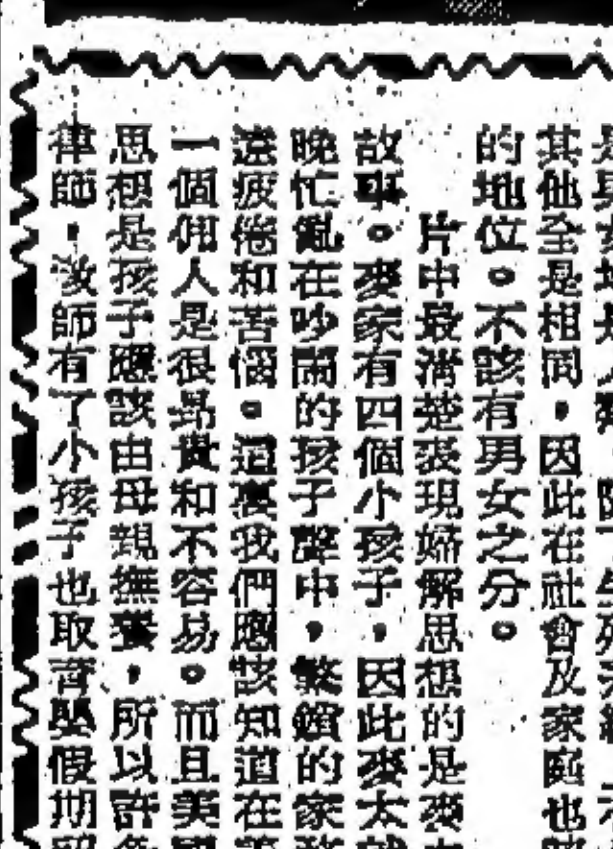 其他全是相同，因此在社會及家庭也
的地位。不該有男女之分。
片中最清楚表現婦解思想的是麥
故事。麥家有四個小孩子，因此麥太
晚忙亂在吵鬧的孩子聲中，繁瑣的家
疲倦和苦惱。這裏我們應該知道在
一個佣人是很昂貴和不容易。而且美國
思想是孩子應該由母親撫養，所以許
律師，教師有了小孩子也取產嬰假期